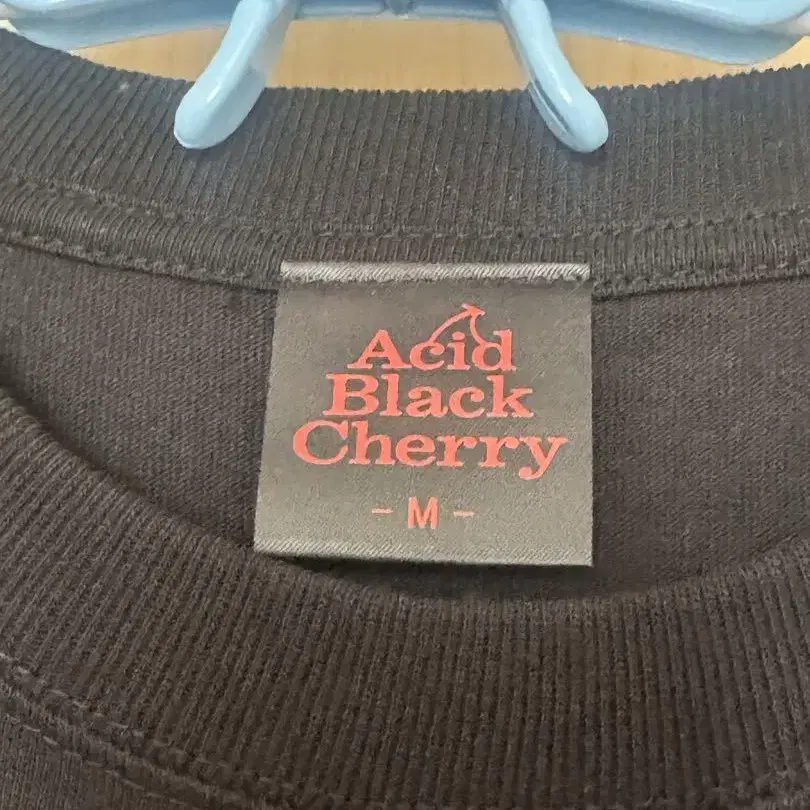 Acid
Black
Cherry
- M -